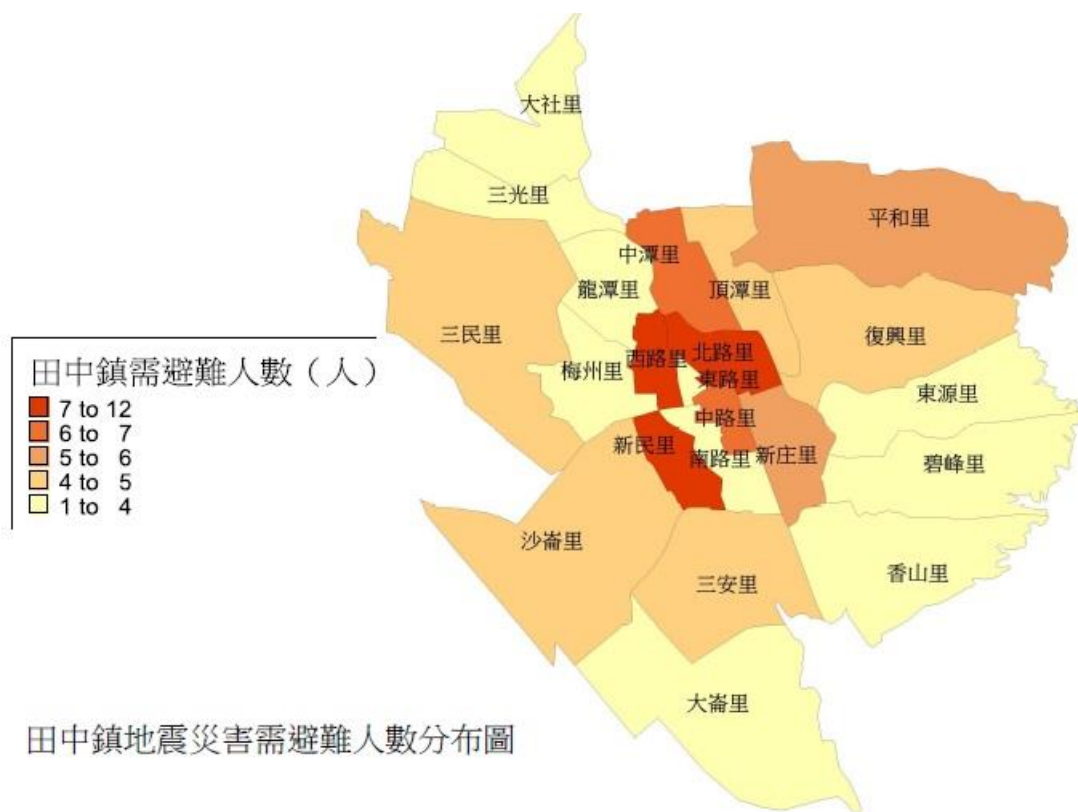 大社里
三光里
平和里
中潭里
龍潭里
頂潭里
三民里
復興里
北路里
西路里
梅州里
東路里
東源里
中路里
新民里
南路里
新庄里
碧峰里
沙崙里
香山里
三安里
大崙里
田中鎮需避難人數（人）
7 to 12
6 to 7
5 to 6
4 to 5
1 to 4
田中鎮地震災害需避難人數分布圖